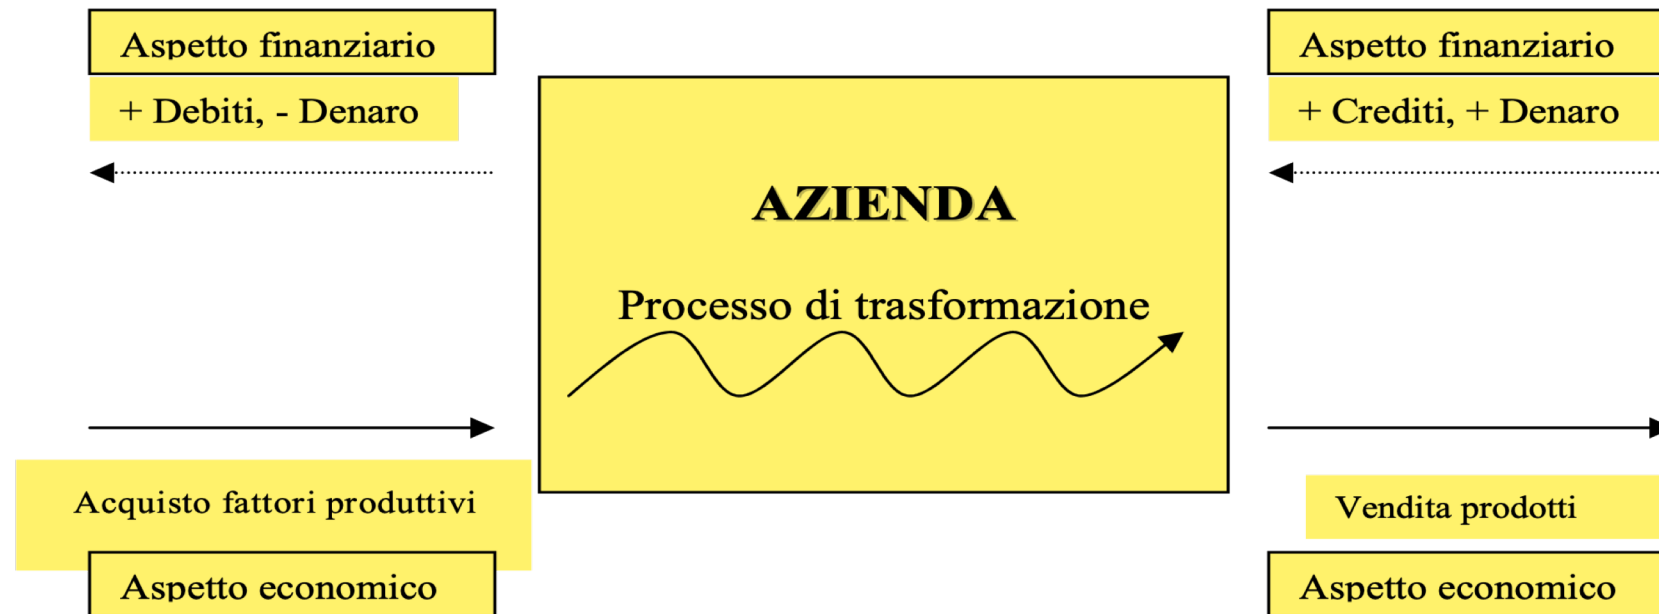 Aspetto finanziario
+ Debiti, - Denaro
Acquisto fattori produttivi
Aspetto economico
AZIENDA
Processo di trasformazione
Aspetto finanziario
+ Crediti, + Denaro
Vendita prodotti
Aspetto economico